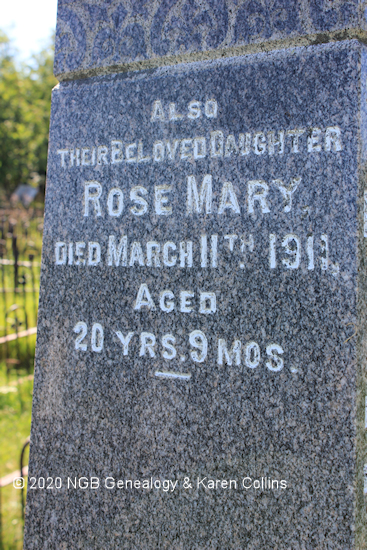 ALSO
THEIR BELOVED DAUGHTER
ROSE MARY.
DIED MARCH 11TH 1911.
AGED
20 YRS. 9 MOS.
©2020 NGB Genealogy & Karen Collins